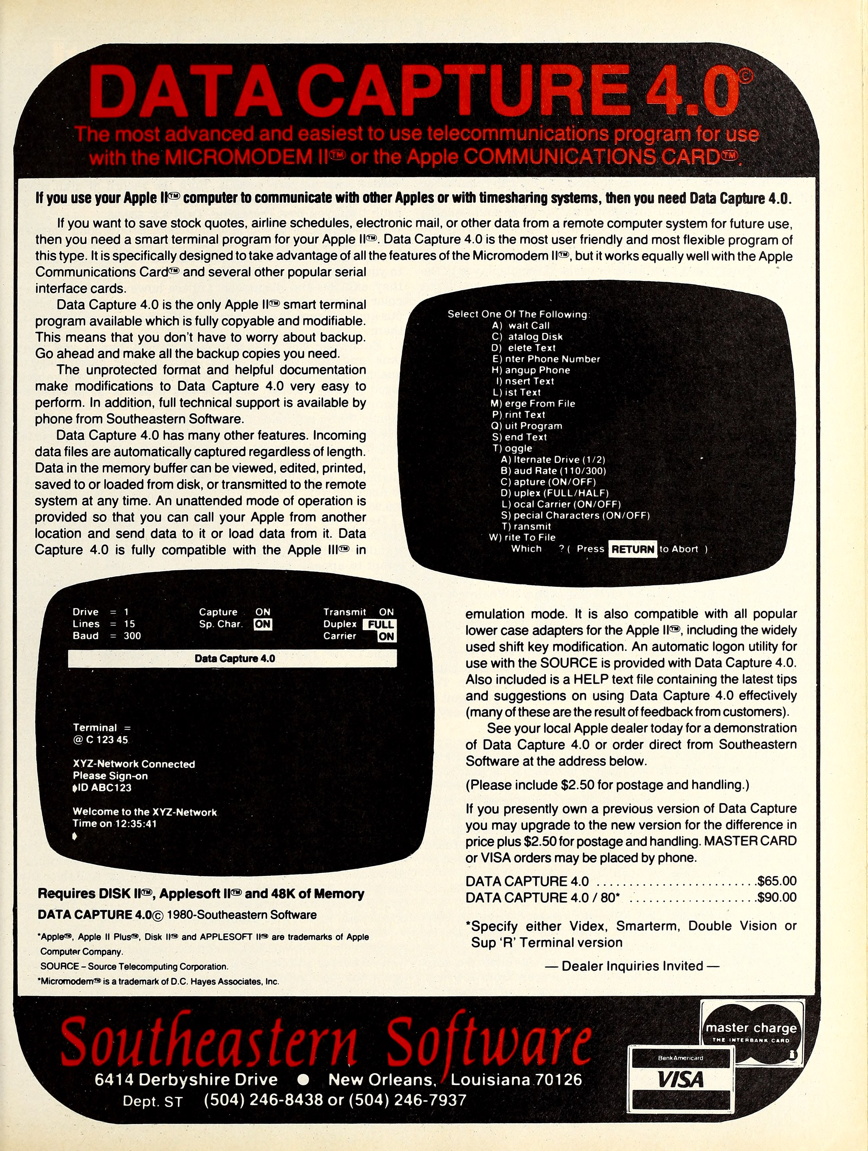 DATA CAPTURE 4.0©
The most advanced and easiest to use telecommunications program for use
with the MICROMODEM II™ or the Apple COMMUNICATIONS CARD™.
If you use your Apple II™ computer to communicate with other Apples or with timesharing systems, then you need Data Capture 4.0.
If you want to save stock quotes, airline schedules, electronic mail, or other data from a remote computer system for future use,
then you need a smart terminal program for your Apple II™. Data Capture 4.0 is the most user friendly and most flexible program of
this type. It is specifically designed to take advantage of all the features of the Micromodem II™, but it works equally well with the Apple
Communications Card™ and several other popular serial
interface cards.
Data Capture 4.0 is the only Apple II™ smart terminal
program available which is fully copyable and modifiable.
This means that you don't have to worry about backup.
Go ahead and make all the backup copies you need.
The unprotected format and helpful documentation
make modifications to Data Capture 4.0 very easy to
perform. In addition, full technical support is available by
phone from Southeastern Software.
Data Capture 4.0 has many other features. Incoming
data files are automatically captured regardless of length.
Data in the memory buffer can be viewed, edited, printed,
saved to or loaded from disk, or transmitted to the remote
system at any time. An unattended mode of operation is
provided so that you can call your Apple from another
location and send data to it or load data from it. Data
Capture 4.0 is fully compatible with the Apple III™ in
Select One Of The Following:
A) wait Call
C) atalog Disk
D) elete Text
E) nter Phone Number
H) angup Phone
I) nsert Text
L) ist Text
M) erge From File
P) rint Text
Q) uit Program
S) end Text
T) oggle
A) lternate Drive (1/2)
B) aud Rate (110/300)
C) apture (ON/OFF)
D) uplex (FULL/HALF)
L) ocal Carrier (ON/OFF)
S) pecial Characters (ON/OFF)
T) ransmit
W) rite To File
Which ? ( Press RETURN to Abort )
Drive = 1 Capture ON Transmit ON
Lines = 15 Sp. Char. ON Duplex FULL
Baud = 300 Carrier ON
Data Capture 4.0
Terminal =
@ C 123 45
XYZ-Network Connected
Please Sign-on
ID ABC123
Welcome to the XYZ-Network
Time on 12:35:41
emulation mode. It is also compatible with all popular
lower case adapters for the Apple II™, including the widely
used shift key modification. An automatic logon utility for
use with the SOURCE is provided with Data Capture 4.0.
Also included is a HELP text file containing the latest tips
and suggestions on using Data Capture 4.0 effectively
(many of these are the result of feedback from customers).
See your local Apple dealer today for a demonstration
of Data Capture 4.0 or order direct from Southeastern
Software at the address below.
(Please include $2.50 for postage and handling.)
If you presently own a previous version of Data Capture
you may upgrade to the new version for the difference in
price plus $2.50 for postage and handling. MASTER CARD
or VISA orders may be placed by phone.
DATA CAPTURE 4.0 ........................$65.00
DATA CAPTURE 4.0 / 80* ...................$90.00
*Specify either Videx, Smarterm, Double Vision or
Sup 'R' Terminal version
— Dealer Inquiries Invited —
Requires DISK II™, Applesoft II™ and 48K of Memory
DATA CAPTURE 4.0© 1980-Southeastern Software
*Apple™, Apple II Plus™, Disk II™ and APPLESOFT II™ are trademarks of Apple
Computer Company.
SOURCE – Source Telecomputing Corporation.
*Micromodem™ is a trademark of D.C. Hayes Associates, Inc.
Southeastern Software
6414 Derbyshire Drive ● New Orleans, Louisiana 70126
Dept. ST (504) 246-8438 or (504) 246-7937
master charge
THE INTERBANK CARD
BankAmericard
VISA